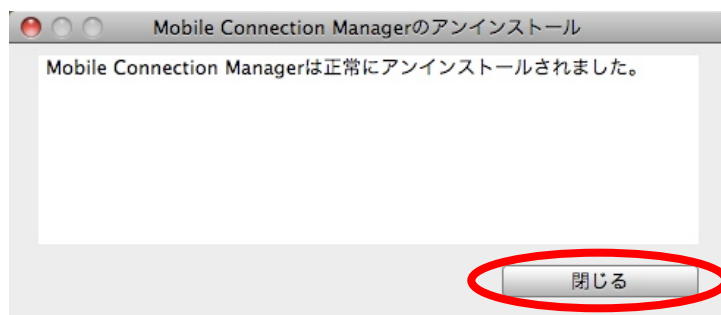 Mobile Connection Managerのアンインストール
Mobile Connection Managerは正常にアンインストールされました。
閉じる